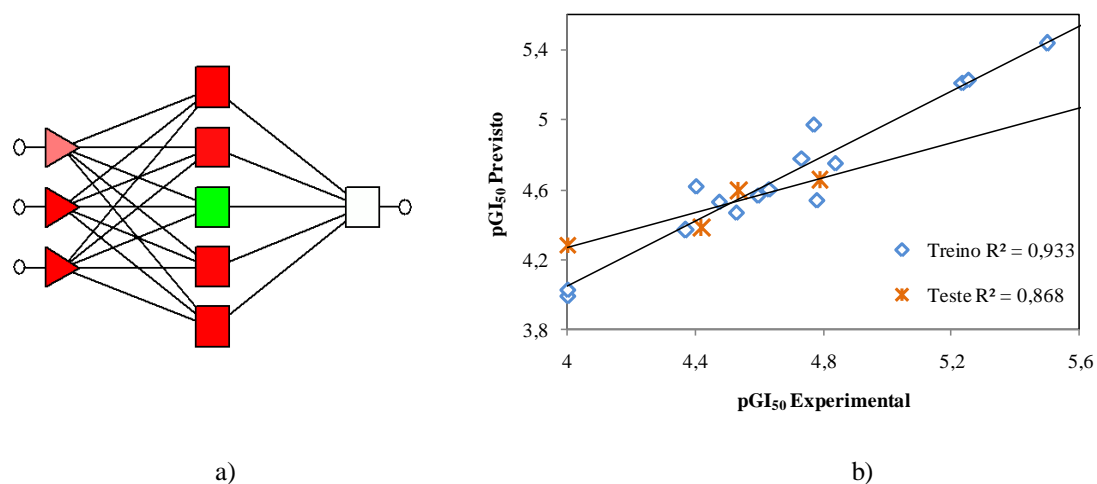 5,4
5
4,6
4,2
3,8
pGI₅₀ Previsto
Treino R² = 0,933
Teste R² = 0,868
4 4,4 4,8 5,2 5,6
pGI₅₀ Experimental
a) b)